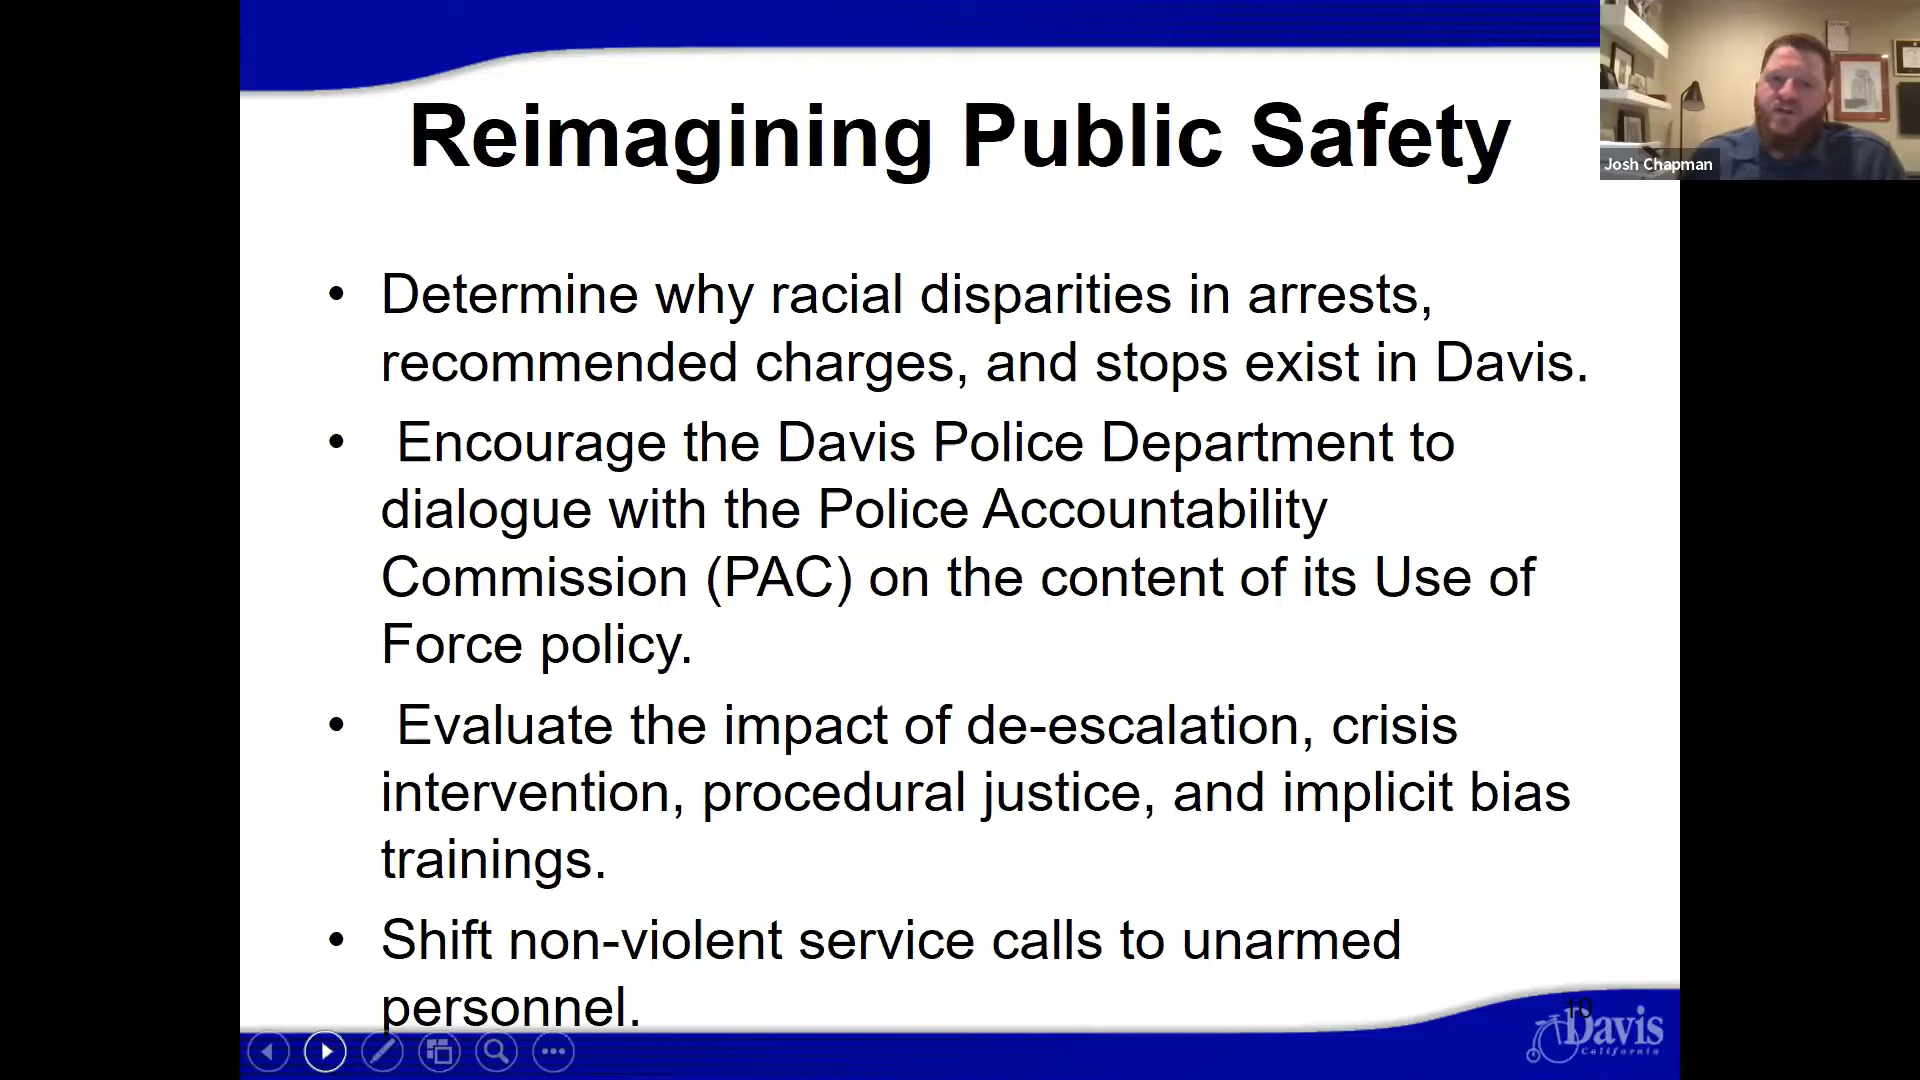 Reimagining Public Safety
Josh Chapman
• Determine why racial disparities in arrests,
recommended charges, and stops exist in Davis.
• Encourage the Davis Police Department to
dialogue with the Police Accountability
Commission (PAC) on the content of its Use of
Force policy.
• Evaluate the impact of de-escalation, crisis
intervention, procedural justice, and implicit bias
trainings.
• Shift non-violent service calls to unarmed
personnel.
10
Davis
California